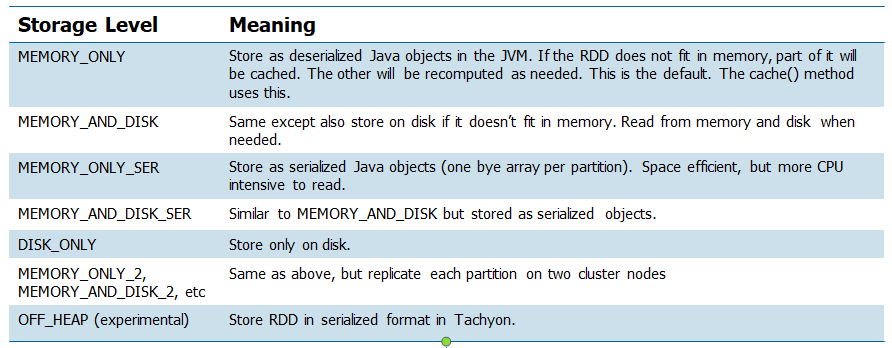 Storage Level Meaning
MEMORY_ONLY Store as deserialized Java objects in the JVM. If the RDD does not fit in memory, part of it will
be cached. The other will be recomputed as needed. This is the default. The cache() method
uses this.
MEMORY_AND_DISK Same except also store on disk if it doesn’t fit in memory. Read from memory and disk when
needed.
MEMORY_ONLY_SER Store as serialized Java objects (one bye array per partition). Space efficient, but more CPU
intensive to read.
MEMORY_AND_DISK_SER Similar to MEMORY_AND_DISK but stored as serialized objects.
DISK_ONLY Store only on disk.
MEMORY_ONLY_2, Same as above, but replicate each partition on two cluster nodes
MEMORY_AND_DISK_2, etc
OFF_HEAP (experimental) Store RDD in serialized format in Tachyon.